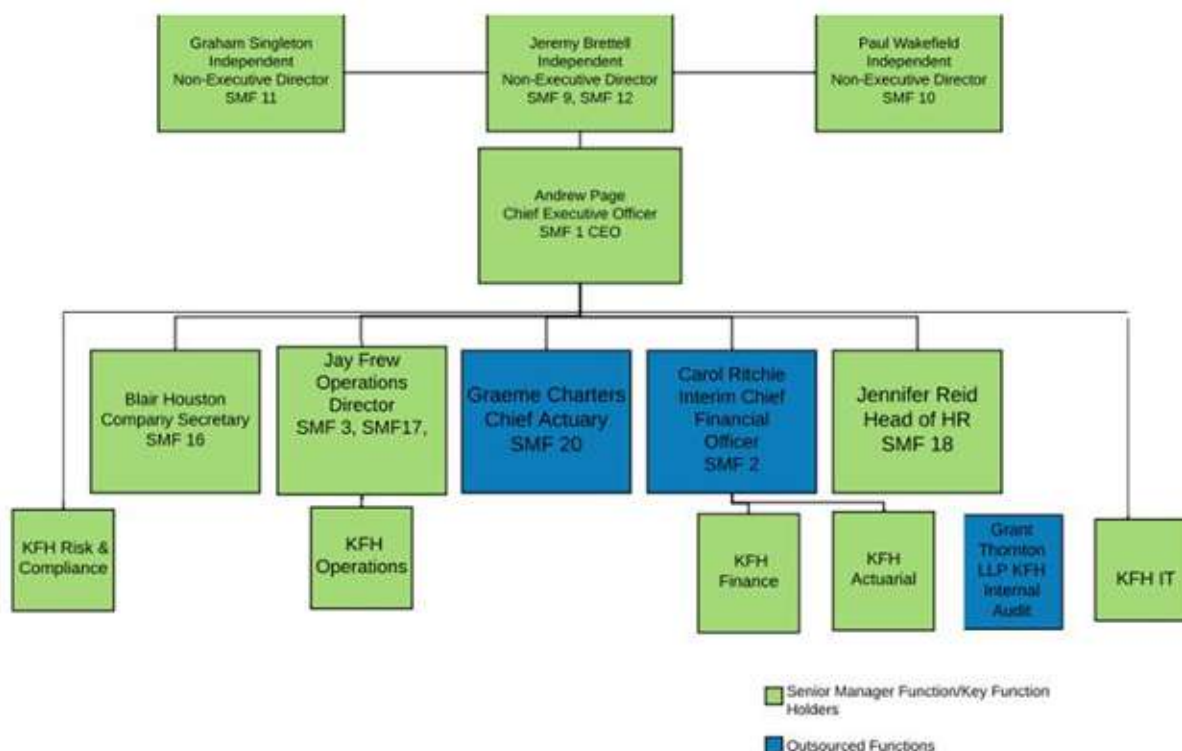 Graham Singleton
Independent
Non-Executive Director
SMF 11
Jeremy Brettell
Independent
Non-Executive Director
SMF 9, SMF 12
Paul Wakefield
Independent
Non-Executive Director
SMF 10
Andrew Page
Chief Executive Officer
SMF 1 CEO
Blair Houston
Company Secretary
SMF 16
Jay Frew
Operations
Director
SMF 3, SMF17,
Graeme Charters
Chief Actuary
SMF 20
Carol Ritchie
Interim Chief
Financial
Officer
SMF 2
Jennifer Reid
Head of HR
SMF 18
KFH Risk &
Compliance
KFH
Operations
KFH
Finance
KFH
Actuarial
Grant
Thornton
LLP KFH
Internal
Audit
KFH IT
Senior Manager Function/Key Function
Holders
Outsourced Functions